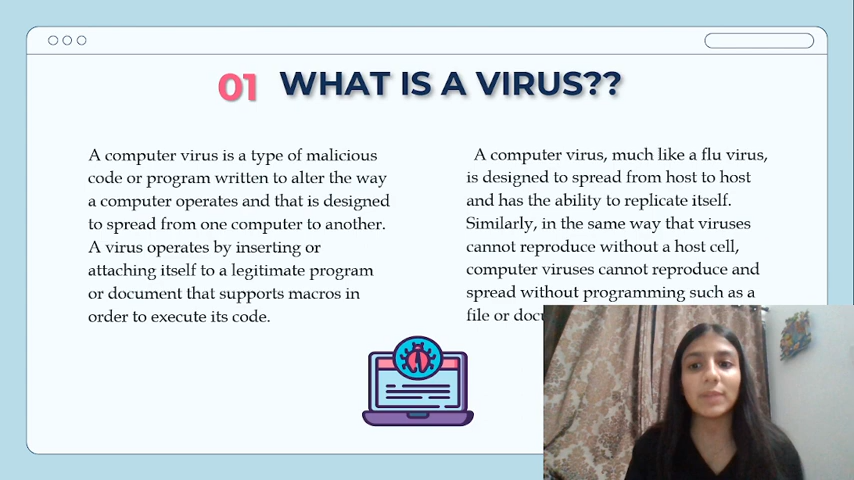 01 WHAT IS A VIRUS??
A computer virus is a type of malicious
code or program written to alter the way
a computer operates and that is designed
to spread from one computer to another.
A virus operates by inserting or
attaching itself to a legitimate program
or document that supports macros in
order to execute its code.
A computer virus, much like a flu virus,
is designed to spread from host to host
and has the ability to replicate itself.
Similarly, in the same way that viruses
cannot reproduce without a host cell,
computer viruses cannot reproduce and
spread without programming such as a
file or